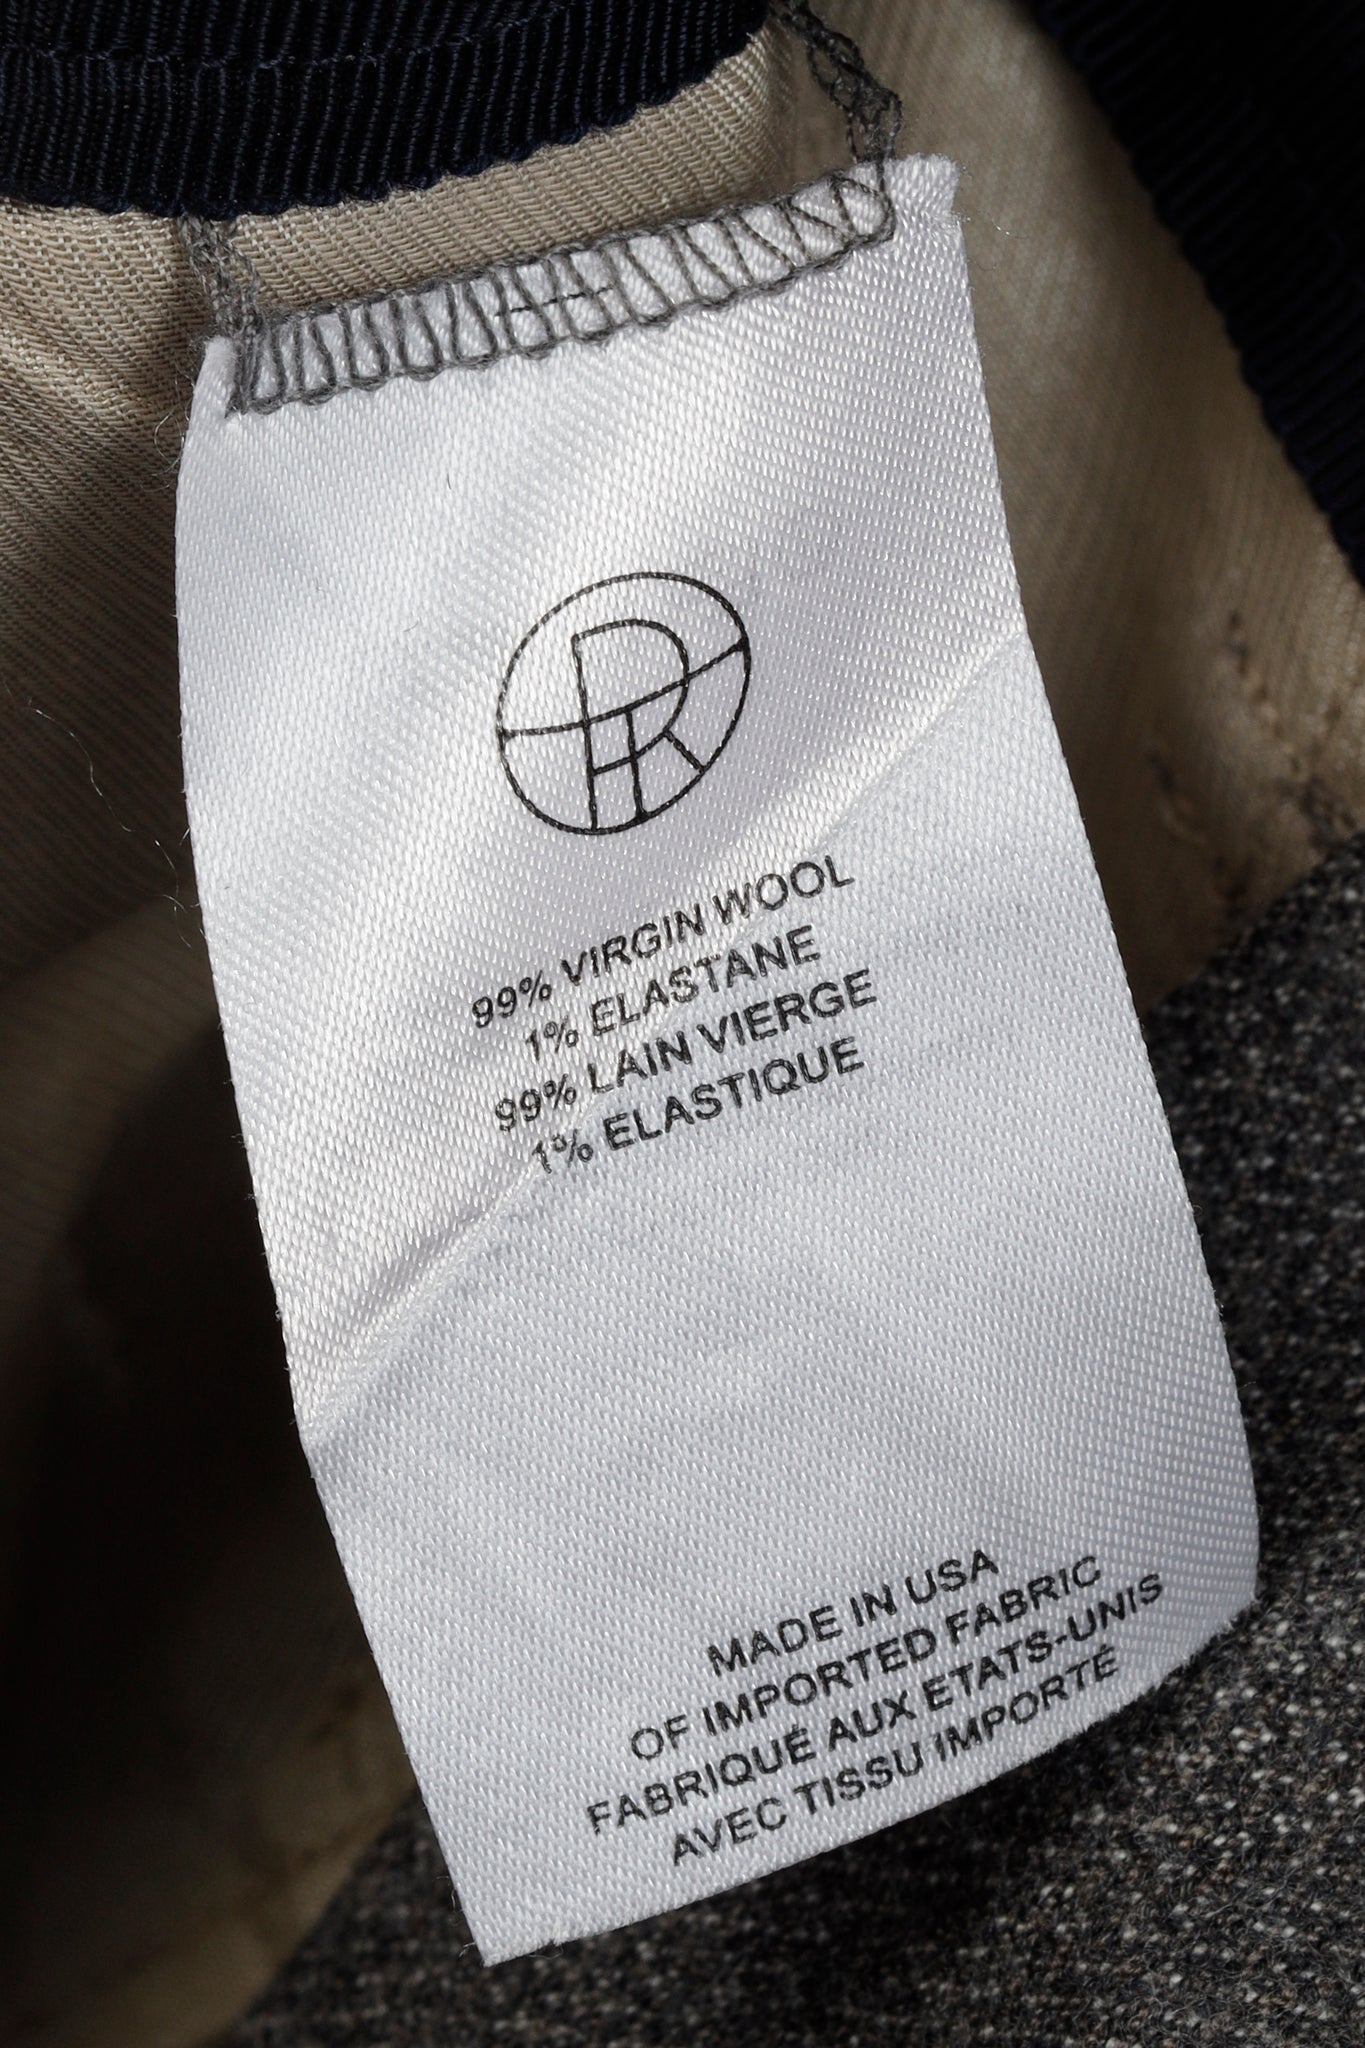 99% VIRGIN WOOL
1% ELASTANE
99% LAIN VIERGE
1% ELASTIQUE
MADE IN USA
OF IMPORTED FABRIC
FABRIQUÉ AUX ETATS-UNIS
AVEC TISSU IMPORTÉ